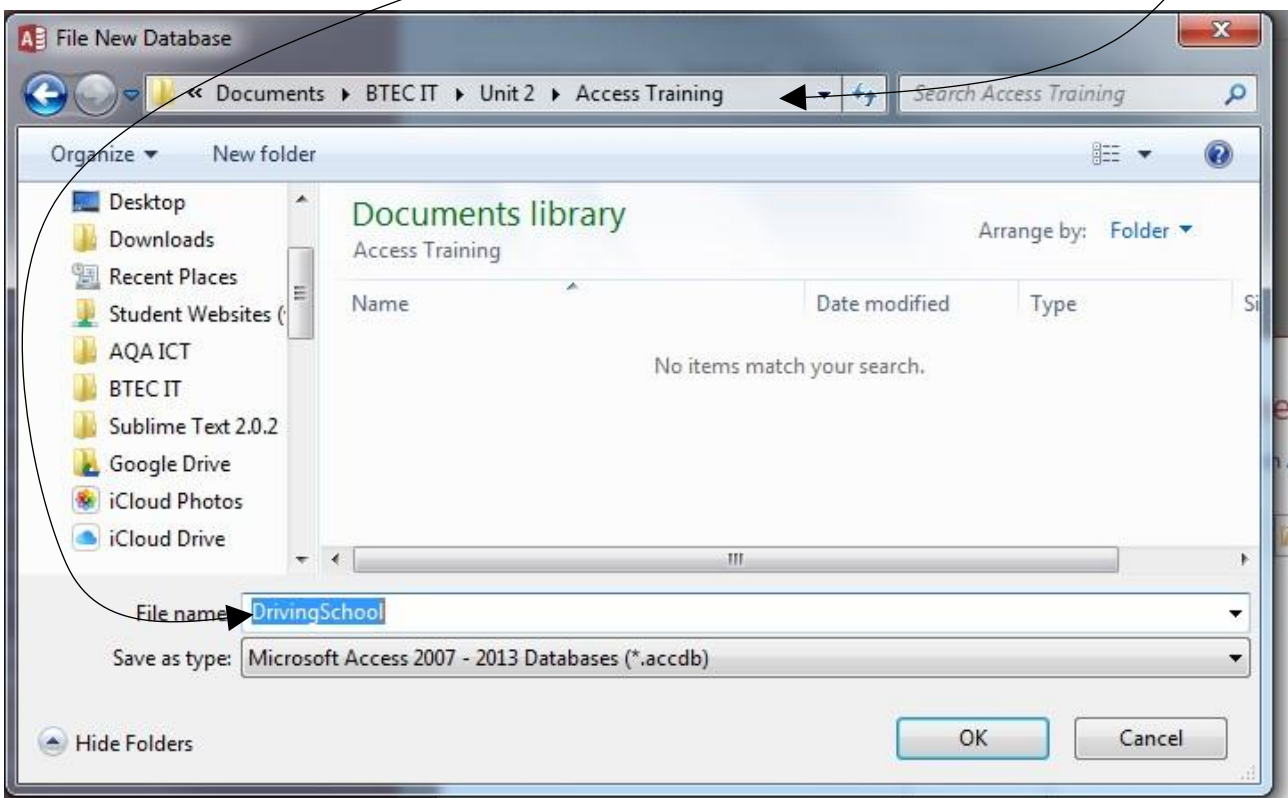 File New Database
« Documents BTEC IT Unit 2 Access Training
Search Access Training
Organize New folder
Desktop
Downloads
Recent Places
Student Websites (
AQA ICT
BTEC IT
Sublime Text 2.0.2
Google Drive
iCloud Photos
iCloud Drive
Documents library
Access Training
Arrange by: Folder
Name Date modified Type
No items match your search.
File name DrivingSchool
Save as type: Microsoft Access 2007 - 2013 Databases (*.accdb)
Hide Folders
OK Cancel